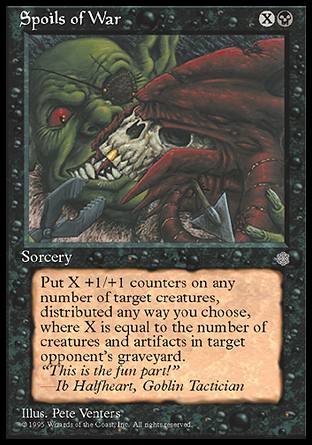 Spoils of War X
Sorcery
Put X +1/+1 counters on any
number of target creatures,
distributed any way you choose,
where X is equal to the number of
creatures and artifacts in target
opponent's graveyard.
"This is the fun part!"
—Ib Halfheart, Goblin Tactician
Illus. Pete Venters
© 1995 Wizards of the Coast, Inc. All rights reserved.